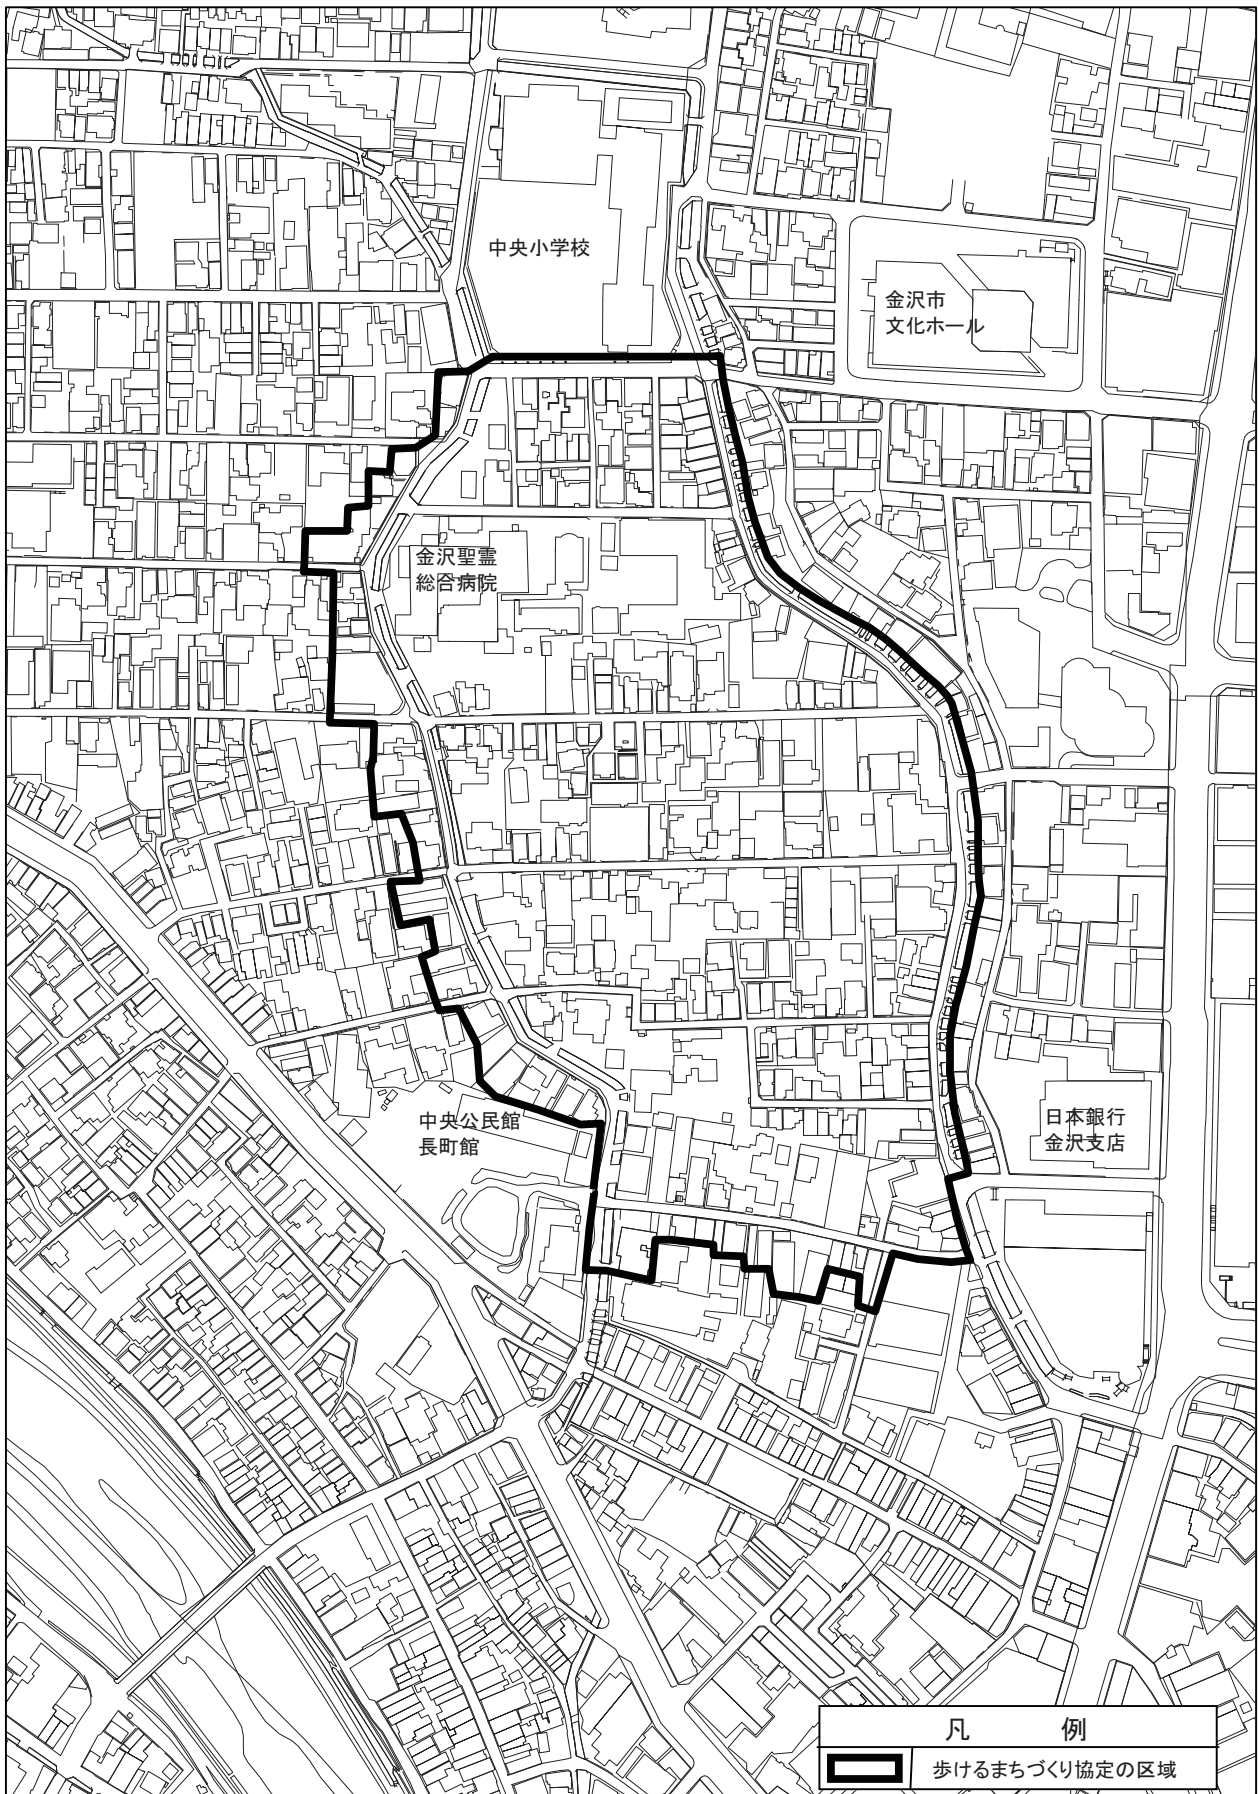 中央小学校
金沢市
文化ホール
金沢聖霊
総合病院
中央公民館
長町館
日本銀行
金沢支店
凡 例
歩けるまちづくり協定の区域